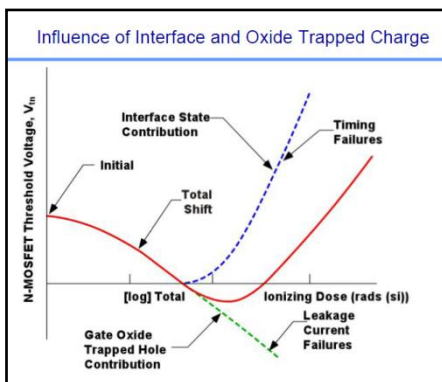 Influence of Interface and Oxide Trapped Charge
N-MOSFET Threshold Voltage, Vtn
Initial
Total
Shift
Interface State
Contribution
Timing
Failures
[log] Total
Ionizing Dose (rads (si))
Gate Oxide
Trapped Hole
Contribution
Leakage
Current
Failures